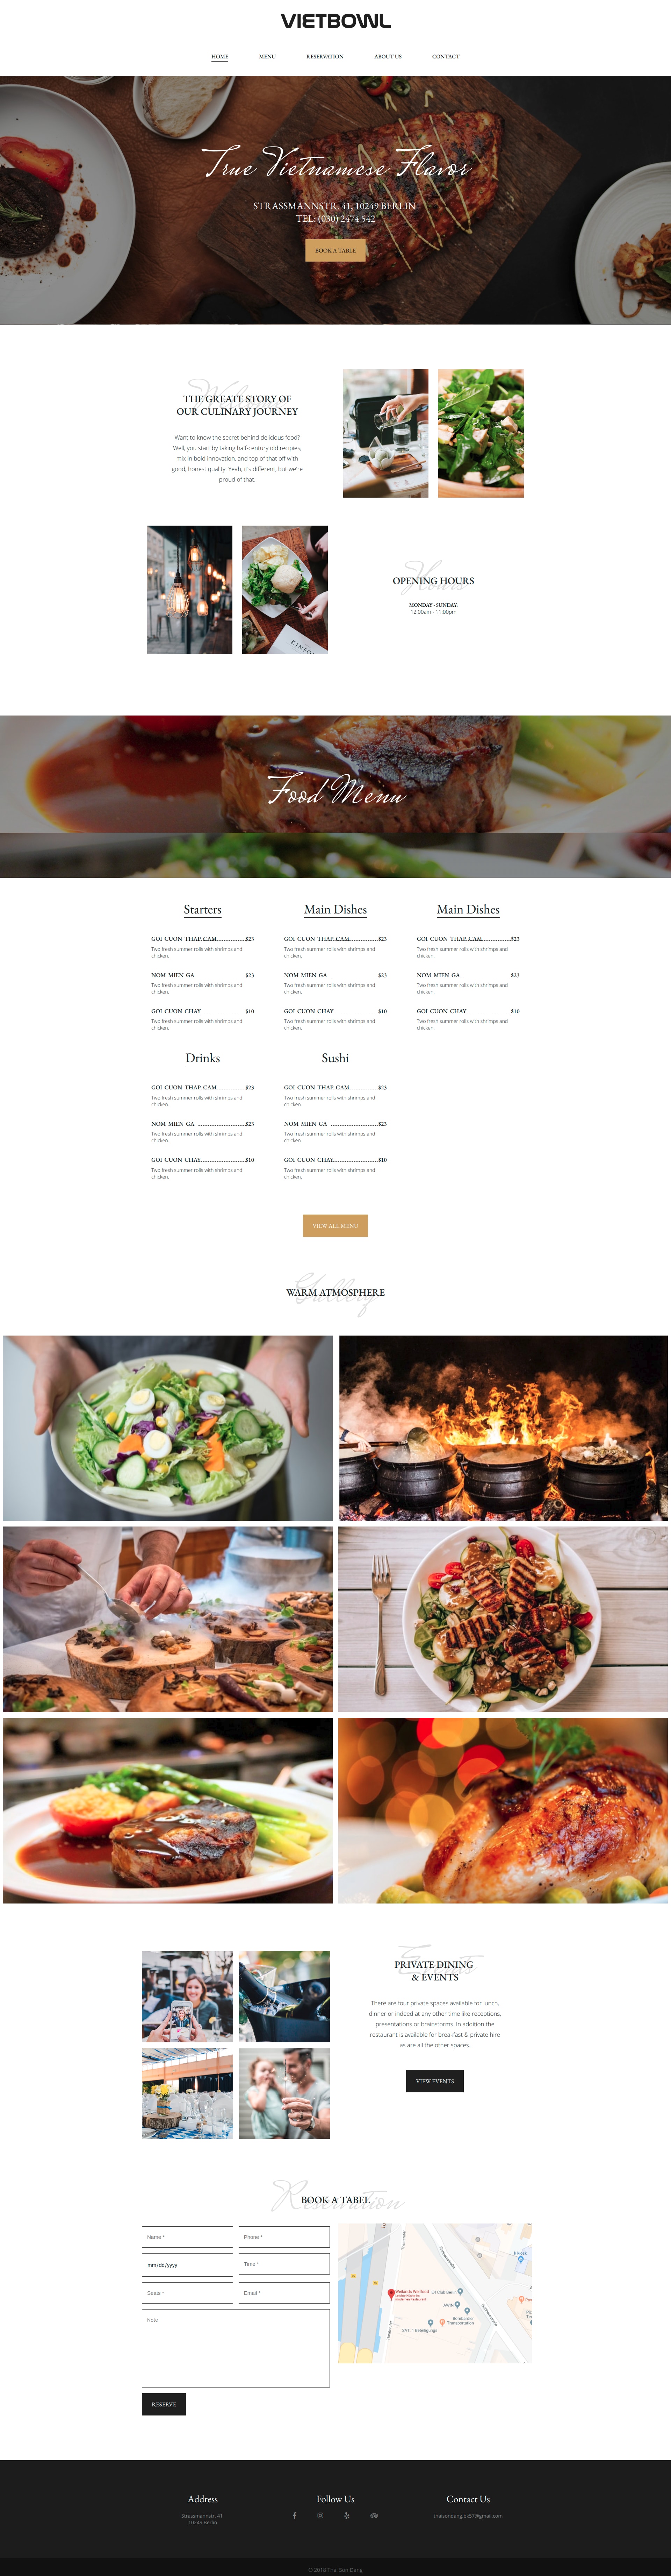 VIETBOWL
HOME MENU RESERVATION ABOUT US CONTACT
True Vietnamese Flavor
STRASSMANNSTR. 41, 10249 BERLIN
TEL: (030) 2474 542
BOOK A TABLE
Welcome
THE GREATE STORY OF
OUR CULINARY JOURNEY
Want to know the secret behind delicious food?
Well, you start by taking half-century old recipies,
mix in bold innovation, and top of that off with
good, honest quality. Yeah, it's different, but we're
proud of that.
KINFO
Hours
OPENING HOURS
MONDAY - SUNDAY:
12:00am - 11:00pm
Food Menu
Starters
GOI CUON THAP CAM $23
Two fresh summer rolls with shrimps and
chicken.
NOM MIEN GA $23
Two fresh summer rolls with shrimps and
chicken.
GOI CUON CHAY $10
Two fresh summer rolls with shrimps and
chicken.
Main Dishes
GOI CUON THAP CAM $23
Two fresh summer rolls with shrimps and
chicken.
NOM MIEN GA $23
Two fresh summer rolls with shrimps and
chicken.
GOI CUON CHAY $10
Two fresh summer rolls with shrimps and
chicken.
Main Dishes
GOI CUON THAP CAM $23
Two fresh summer rolls with shrimps and
chicken.
NOM MIEN GA $23
Two fresh summer rolls with shrimps and
chicken.
GOI CUON CHAY $10
Two fresh summer rolls with shrimps and
chicken.
Drinks
GOI CUON THAP CAM $23
Two fresh summer rolls with shrimps and
chicken.
NOM MIEN GA $23
Two fresh summer rolls with shrimps and
chicken.
GOI CUON CHAY $10
Two fresh summer rolls with shrimps and
chicken.
Sushi
GOI CUON THAP CAM $23
Two fresh summer rolls with shrimps and
chicken.
NOM MIEN GA $23
Two fresh summer rolls with shrimps and
chicken.
GOI CUON CHAY $10
Two fresh summer rolls with shrimps and
chicken.
VIEW ALL MENU
Gallery
WARM ATMOSPHERE
Events
PRIVATE DINING
& EVENTS
There are four private spaces available for lunch,
dinner or indeed at any other time like receptions,
presentations or brainstorms. In addition the
restaurant is available for breakfast & private hire
as are all the other spaces.
VIEW EVENTS
Reservation
BOOK A TABEL
Name * Phone *
mm/dd/yyyy Time *
Seats * Email *
Note
RESERVE
E4 Club Berlin
Bombardier
Transportation
Address
Strassmannstr. 41
10249 Berlin
Follow Us
Contact Us
thaisondang.9457@gmail.com
© 2018 Thai Son Dang